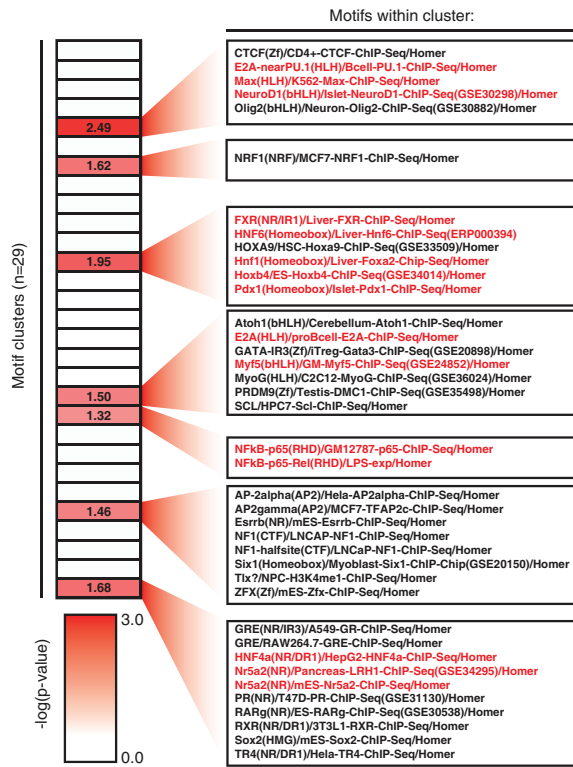 Motifs within cluster:
CTCF(Zf)/CD4+-CTCF-ChIP-Seq/Homer
E2A-nearPU.1(HLH)/Bcell-PU.1-ChIP-Seq/Homer
Max(HLH)/K562-Max-ChIP-Seq/Homer
NeuroD1(bHLH)/Islet-NeuroD1-ChIP-Seq(GSE30298)/Homer
Olig2(bHLH)/Neuron-Olig2-ChIP-Seq(GSE30882)/Homer
2.49
NRF1(NRF)/MCF7-NRF1-ChIP-Seq/Homer
1.62
FXR(NR/IR1)/Liver-FXR-ChIP-Seq/Homer
HNF6(Homeobox)/Liver-Hnf6-ChIP-Seq(ERP000394)
HOXA9/HSC-Hoxa9-ChIP-Seq(GSE33509)/Homer
Hnf1(Homeobox)/Liver-Foxa2-Chip-Seq/Homer
Hoxb4/ES-Hoxb4-ChIP-Seq(GSE34014)/Homer
Pdx1(Homeobox)/Islet-Pdx1-ChIP-Seq/Homer
1.95
Motif clusters (n=29)
Atoh1(bHLH)/Cerebellum-Atoh1-ChIP-Seq/Homer
E2A(HLH)/proBcell-E2A-ChIP-Seq/Homer
GATA-IR3(Zf)/iTreg-Gata3-ChIP-Seq(GSE20898)/Homer
Myf5(bHLH)/GM-Myf5-ChIP-Seq(GSE24852)/Homer
MyoG(HLH)/C2C12-MyoG-ChIP-Seq(GSE36024)/Homer
PRDM9(Zf)/Testis-DMC1-ChIP-Seq(GSE35498)/Homer
SCL/HPC7-Scl-ChIP-Seq/Homer
1.50
1.32
NFkB-p65(RHD)/GM12787-p65-ChIP-Seq/Homer
NFkB-p65-Rel(RHD)/LPS-exp/Homer
AP-2alpha(AP2)/Hela-AP2alpha-ChIP-Seq/Homer
AP2gamma(AP2)/MCF7-TFAP2c-ChIP-Seq/Homer
Esrrb(NR)/mES-Esrrb-ChIP-Seq/Homer
NF1(CTF)/LNCAP-NF1-ChIP-Seq/Homer
NF1-halfsite(CTF)/LNCaP-NF1-ChIP-Seq/Homer
Six1(Homeobox)/Myoblast-Six1-ChIP-Chip(GSE20150)/Homer
Tlx?/NPC-H3K4me1-ChIP-Seq/Homer
ZFX(Zf)/mES-Zfx-ChIP-Seq/Homer
1.46
1.68
GRE(NR/IR3)/A549-GR-ChIP-Seq/Homer
GRE/RAW264.7-GRE-ChIP-Seq/Homer
HNF4a(NR/DR1)/HepG2-HNF4a-ChIP-Seq/Homer
Nr5a2(NR)/Pancreas-LRH1-ChIP-Seq(GSE34295)/Homer
Nr5a2(NR)/mES-Nr5a2-ChIP-Seq/Homer
PR(NR)/T47D-PR-ChIP-Seq(GSE31130)/Homer
RARg(NR)/ES-RARg-ChIP-Seq(GSE30538)/Homer
RXR(NR/DR1)/3T3L1-RXR-ChIP-Seq/Homer
Sox2(HMG)/mES-Sox2-ChIP-Seq/Homer
TR4(NR/DR1)/Hela-TR4-ChIP-Seq/Homer
-log(p-value)
3.0
0.0